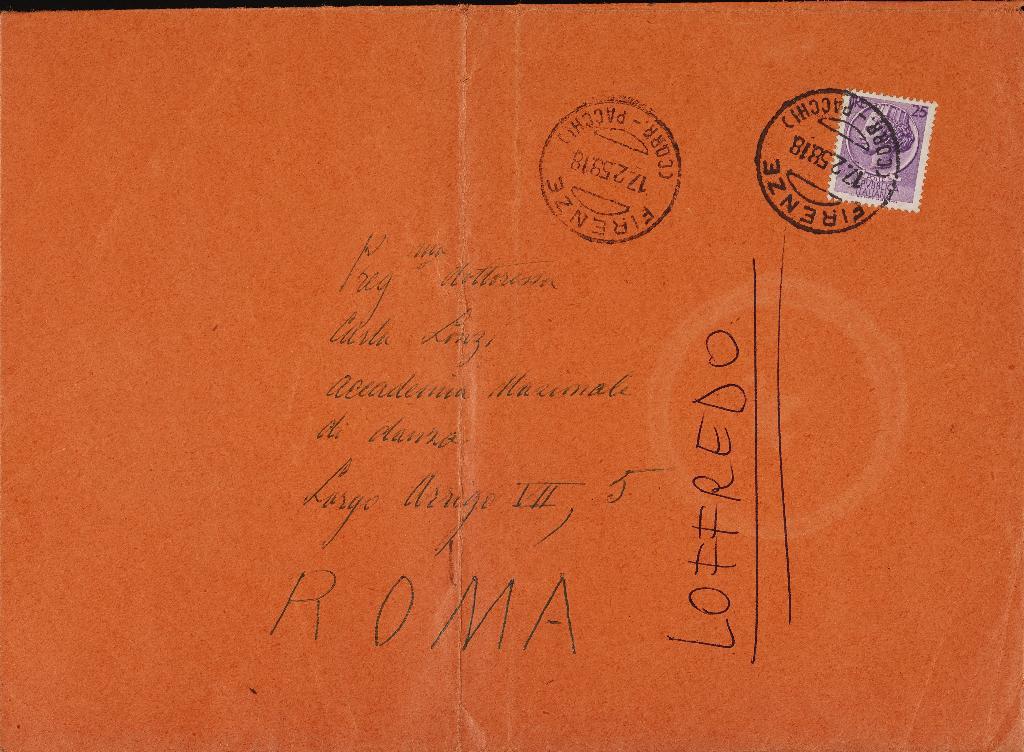 FIRENZE
17.2.58.18
(CORR.-PACCHI)
FIRENZE
17.2.58.18
(CORR.-PACCHI)
25
Preg ma dottoressa
Carla Lonzi
Accademia Nazionale
di danza
Largo Arrigo VII, 5
ROMA
LOFFREDO